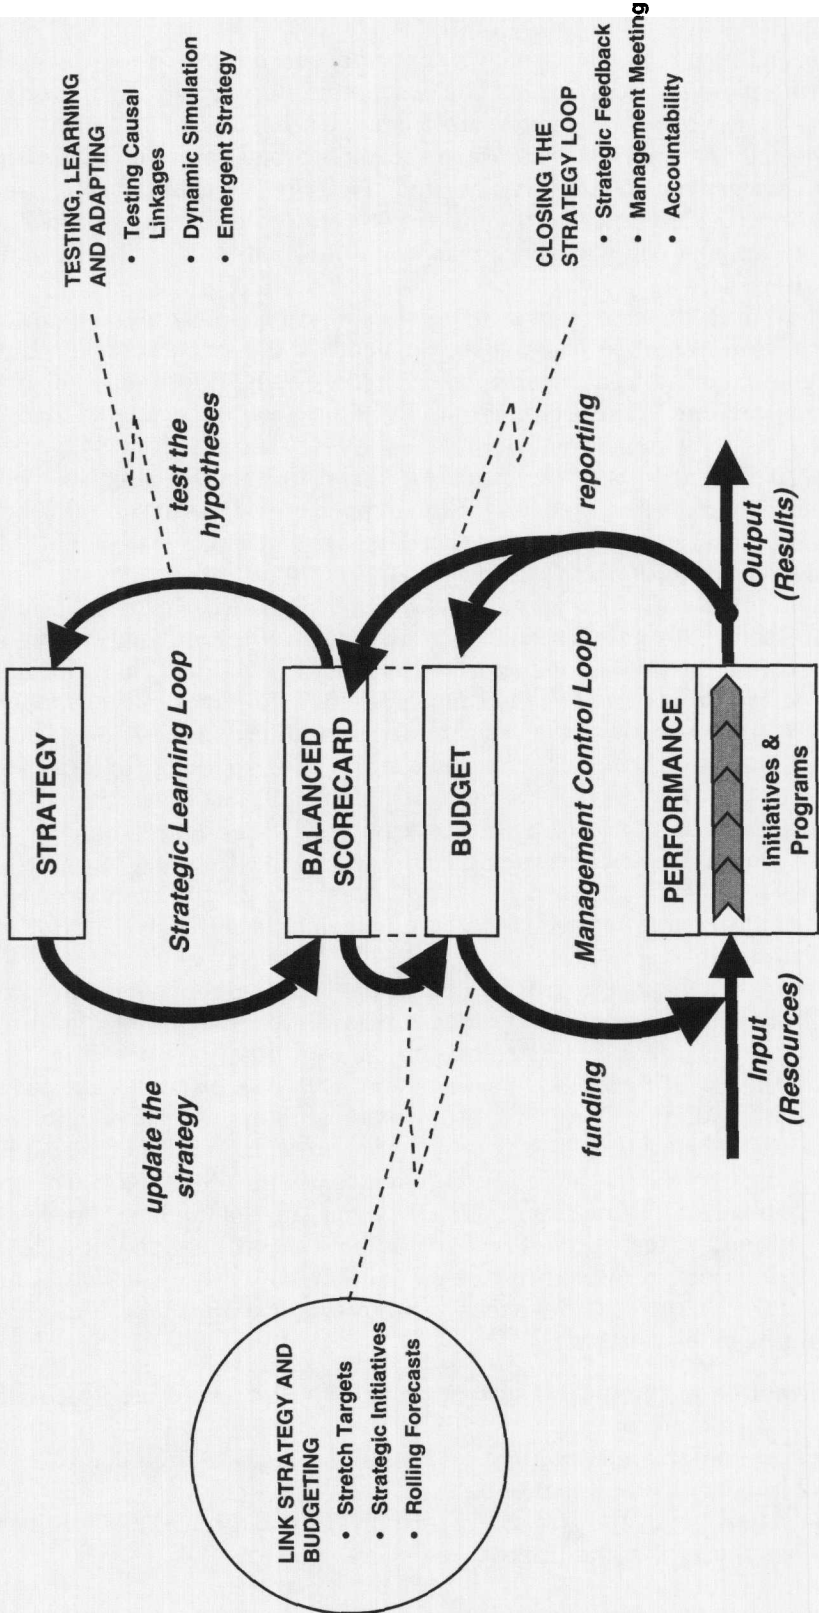 STRATEGY
TESTING, LEARNING
AND ADAPTING
• Testing Causal
Linkages
• Dynamic Simulation
• Emergent Strategy
update the
strategy
Strategic Learning Loop
test the
hypotheses
LINK STRATEGY AND
BUDGETING
• Stretch Targets
• Strategic Initiatives
• Rolling Forecasts
BALANCED
SCORECARD
BUDGET
CLOSING THE
STRATEGY LOOP
• Strategic Feedback
• Management Meeting
• Accountability
funding
Management Control Loop
reporting
Input
(Resources)
PERFORMANCE
Initiatives &
Programs
Output
(Results)